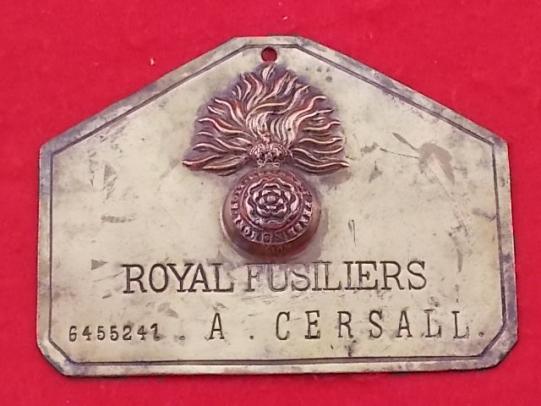 ROYAL FUSILIERS
6455241 . A . CERSALL.